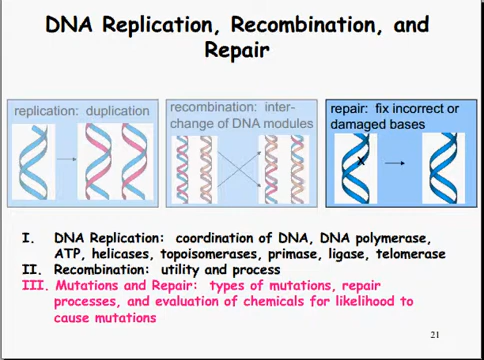 DNA Replication, Recombination, and
Repair
replication: duplication
recombination: inter-
change of DNA modules
repair: fix incorrect or
damaged bases
X
I. DNA Replication: coordination of DNA, DNA polymerase,
ATP, helicases, topoisomerases, primase, ligase, telomerase
II. Recombination: utility and process
III. Mutations and Repair: types of mutations, repair
processes, and evaluation of chemicals for likelihood to
cause mutations
21